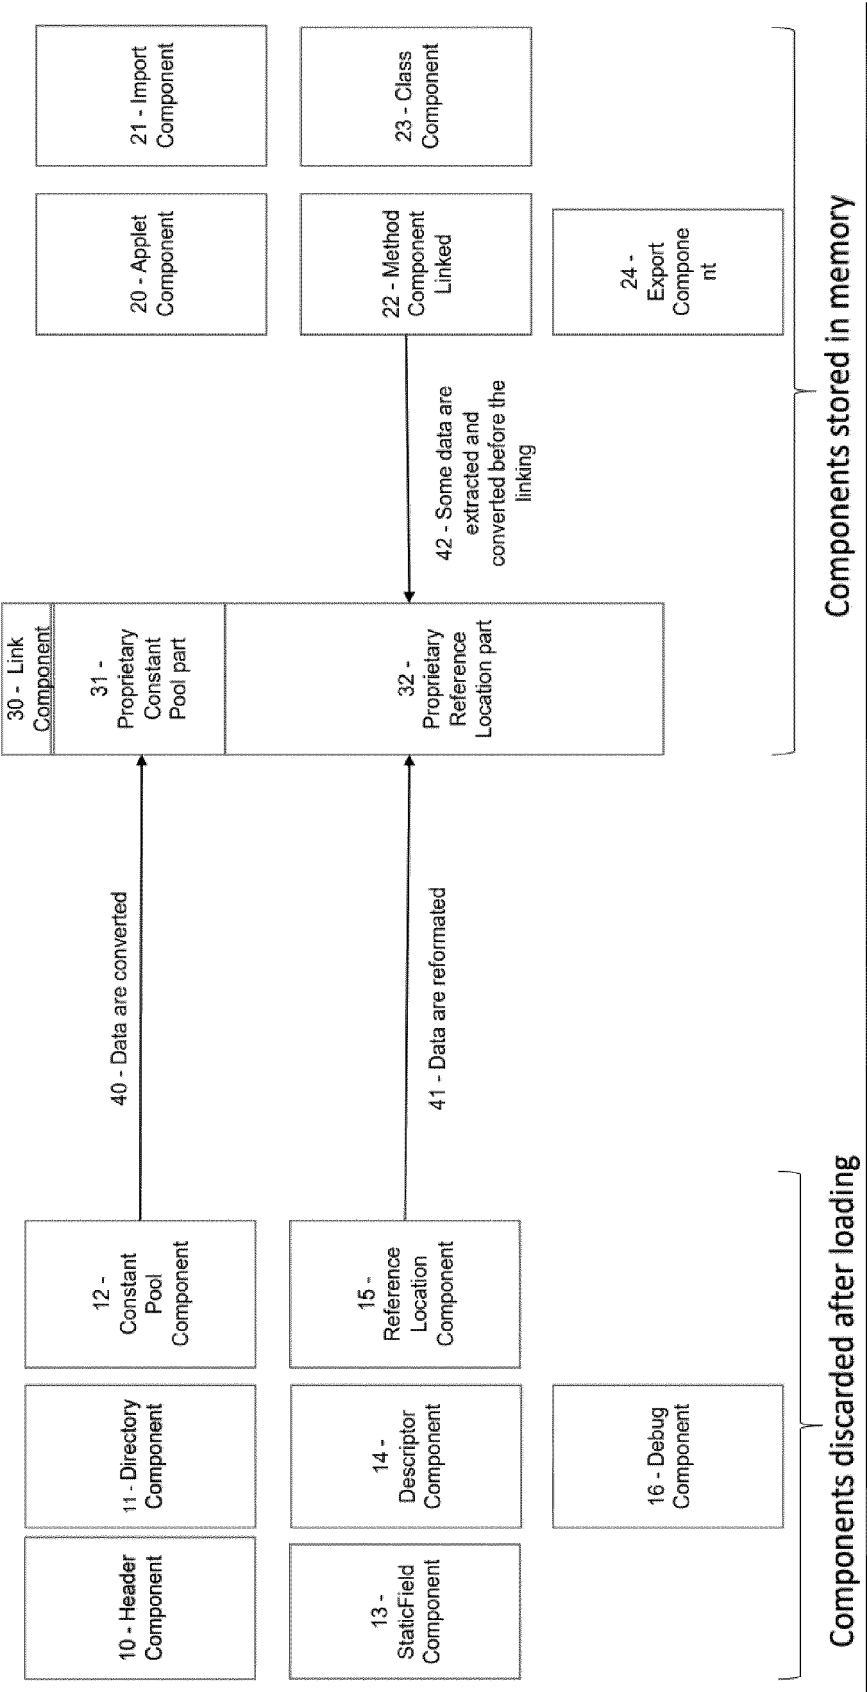 10 - Header
Component
11 - Directory
Component
12 -
Constant
Pool
Component
13 -
StaticField
Component
14 -
Descriptor
Component
15 -
Reference
Location
Component
16 - Debug
Component
Components discarded after loading
40 - Data are converted
41 - Data are reformated
30 - Link
Component
31 -
Proprietary
Constant
Pool part
32 -
Proprietary
Reference
Location part
42 - Some data are
extracted and
converted before the
linking
20 - Applet
Component
21 - Import
Component
22 - Method
Component
Linked
23 - Class
Component
24 -
Export
Compone
nt
Components stored in memory